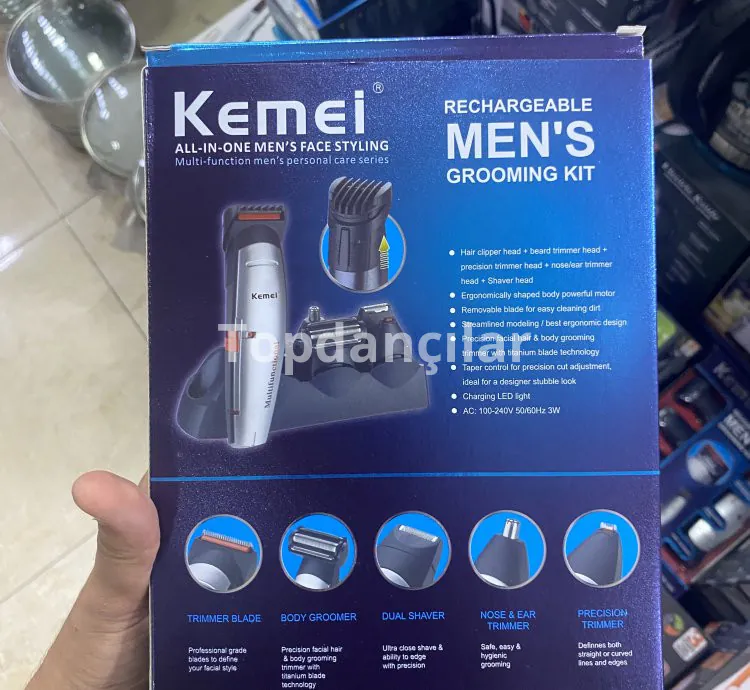 Kemei®
ALL-IN-ONE MEN'S FACE STYLING
Multi-function men's personal care series
RECHARGEABLE
MEN'S
GROOMING KIT
• Hair clipper head + beard trimmer head +
precision trimmer head + nose/ear trimmer
head + Shaver head
• Ergonomically shaped body powerful motor
• Removable blade for easy cleaning dirt
• Streamlined modeling / best ergonomic design
• Precision facial hair & body grooming
trimmer with titanium blade technology
• Taper control for precision cut adjustment,
ideal for a designer stubble look
• Charging LED light
• AC: 100-240V 50/60Hz 3W
Kemei
Multifunctional
Topdançılar
TRIMMER BLADE
Professional grade
blades to define
your facial style
BODY GROOMER
Precision facial hair
& body grooming
trimmer with
titanium blade
technology
DUAL SHAVER
Ultra close shave &
ability to edge
with precision
NOSE & EAR
TRIMMER
Safe, easy &
hygienic
grooming
PRECISION
TRIMMER
Definnes both
straight or curved
lines and edges